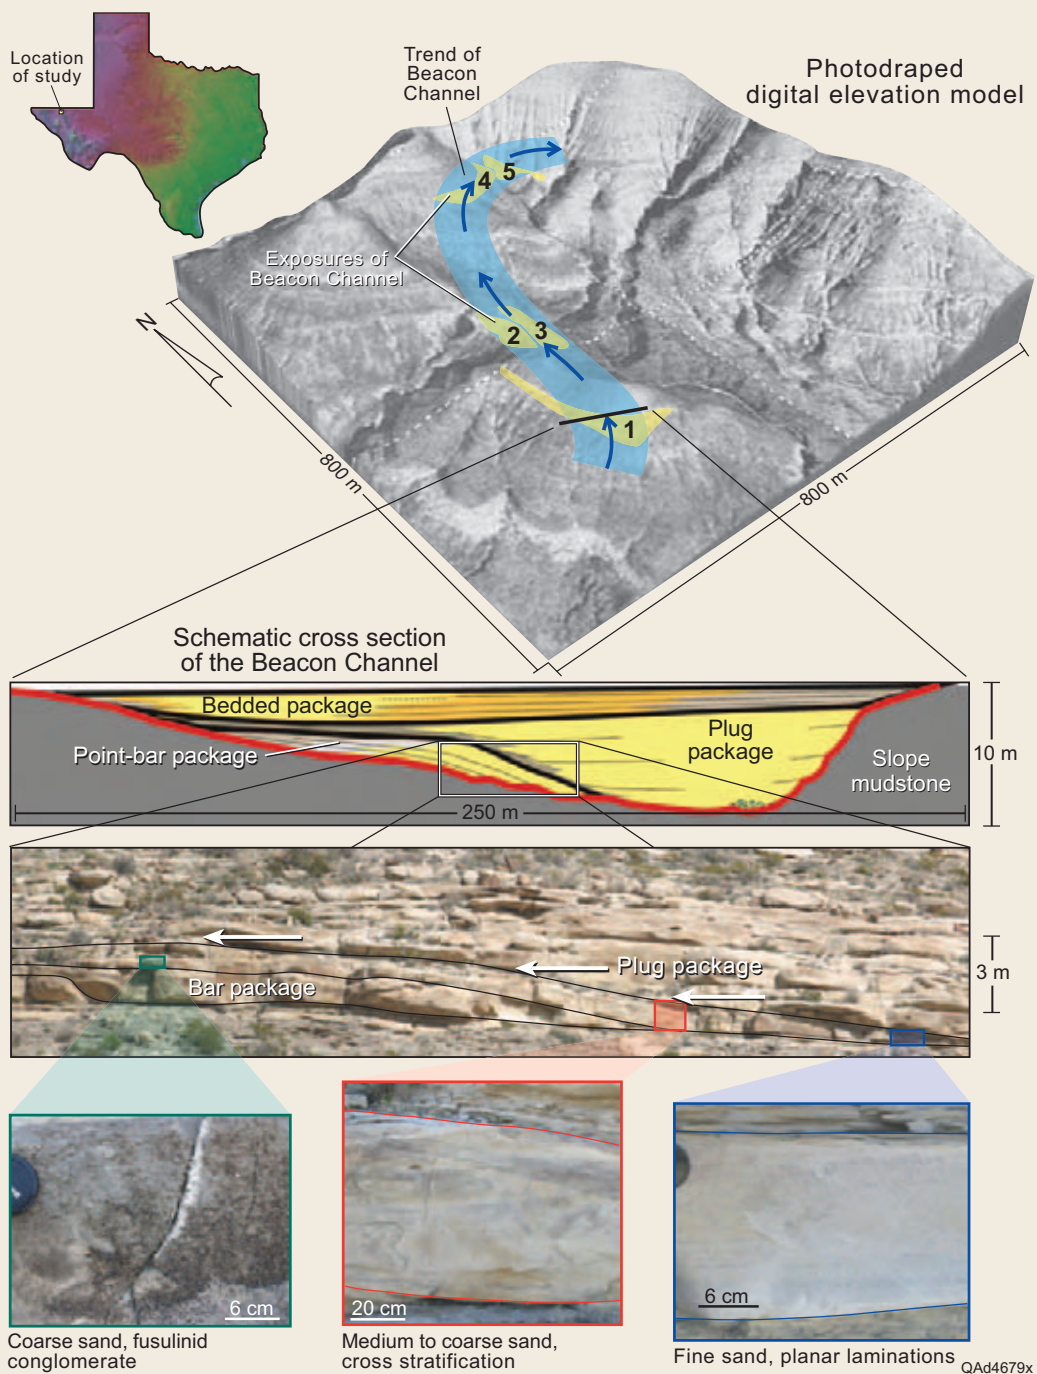 Location
of study
Trend of
Beacon
Channel
Photodraped
digital elevation model
4
5
Exposures of
Beacon Channel
N
2
3
1
800 m
800 m
Schematic cross section
of the Beacon Channel
Bedded package
Point-bar package
Plug
package
Slope
mudstone
10 m
250 m
Plug package
Bar package
3 m
6 cm
20 cm
6 cm
Coarse sand, fusulinid
conglomerate
Medium to coarse sand,
cross stratification
Fine sand, planar laminations
QAd4679x